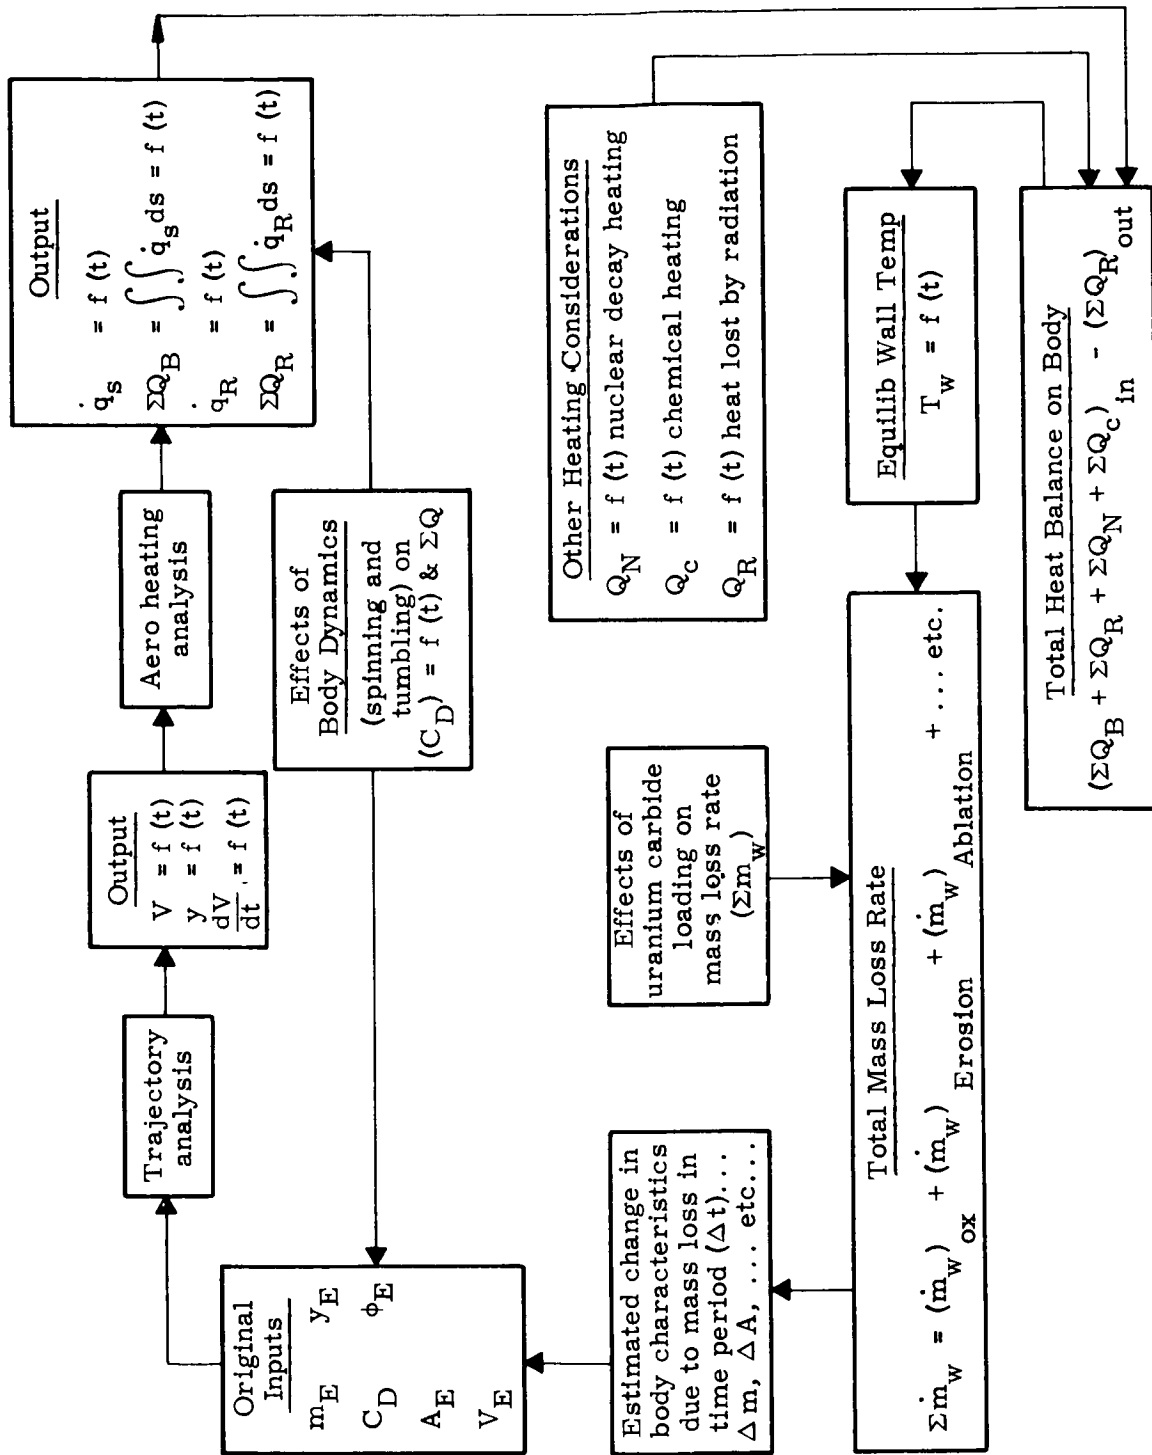 Original
Inputs
m_E y_E
C_D ϕ_E
A_E
V_E
Trajectory
analysis
Output
V = f (t)
y = f (t)
dV/dt = f (t)
Aero heating
analysis
Output
q̇_s = f (t)
ΣQ_B = ∫∫ q̇_s ds = f (t)
q̇_R = f (t)
ΣQ_R = ∫∫ q̇_R ds = f (t)
Effects of
Body Dynamics
(spinning and
tumbling) on
(C_D) = f (t) & ΣQ
Other Heating Considerations
Q_N = f (t) nuclear decay heating
Q_c = f (t) chemical heating
Q_R = f (t) heat lost by radiation
Estimated change in
body characteristics
due to mass loss in
time period (Δt)...
Δm, ΔA, ... etc...
Effects of
uranium carbide
loading on
mass loss rate
(Σṁ_w)
Equilib Wall Temp
T_w = f (t)
Total Mass Loss Rate
Σṁ_w = (ṁ_w)_ox + (ṁ_w)_Erosion + (ṁ_w)_Ablation + ... etc.
Total Heat Balance on Body
(ΣQ_B + ΣQ_R + ΣQ_N + ΣQ_c)_in - (ΣQ_R)_out